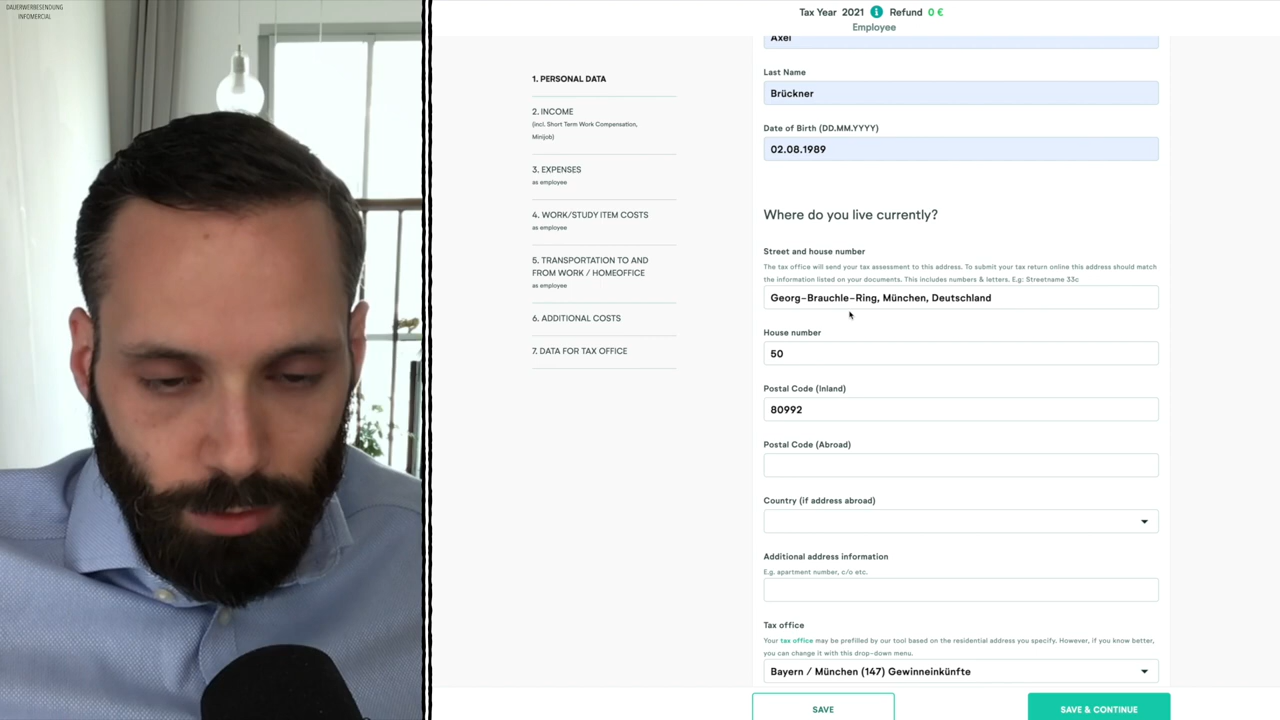 DAUERWERBESENDUNG
INFOMERCIAL
Tax Year 2021 i Refund 0 €
Employee
1. PERSONAL DATA
2. INCOME
(incl. Short Term Work Compensation,
Minijob)
3. EXPENSES
as employee
4. WORK/STUDY ITEM COSTS
as employee
5. TRANSPORTATION TO AND
FROM WORK / HOMEOFFICE
as employee
6. ADDITIONAL COSTS
7. DATA FOR TAX OFFICE
Axel
Last Name
Brückner
Date of Birth (DD.MM.YYYY)
02.08.1989
Where do you live currently?
Street and house number
The tax office will send your tax assessment to this address. To submit your tax return online this address should match
the information listed on your documents. This includes numbers & letters. E.g: Streetname 33c
Georg-Brauchle-Ring, München, Deutschland
House number
50
Postal Code (Inland)
80992
Postal Code (Abroad)
Country (if address abroad)
Additional address information
E.g. apartment number, c/o etc.
Tax office
Your tax office may be prefilled by our tool based on the residential address you specify. However, if you know better,
you can change it with this drop-down menu.
Bayern / München (147) Gewinneinkünfte
SAVE
SAVE & CONTINUE